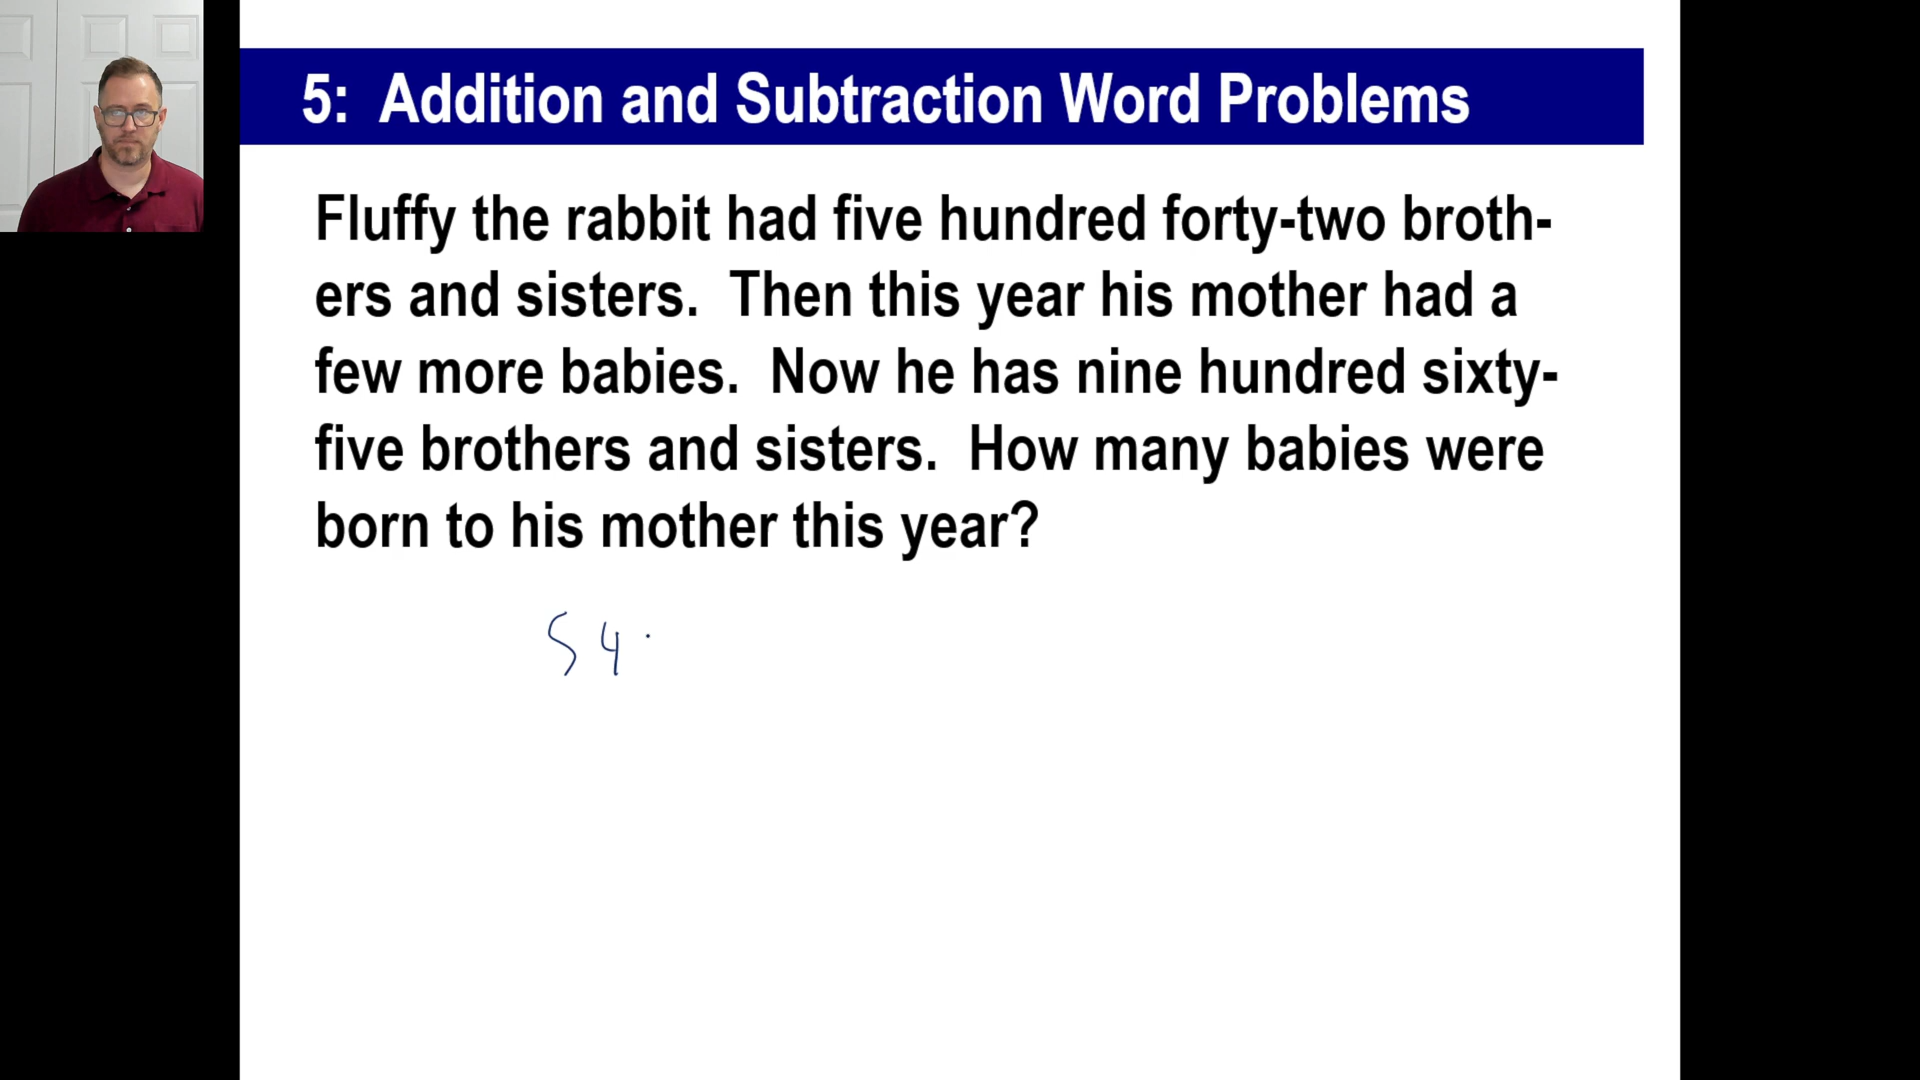 5: Addition and Subtraction Word Problems
Fluffy the rabbit had five hundred forty-two broth-
ers and sisters. Then this year his mother had a
few more babies. Now he has nine hundred sixty-
five brothers and sisters. How many babies were
born to his mother this year?
54